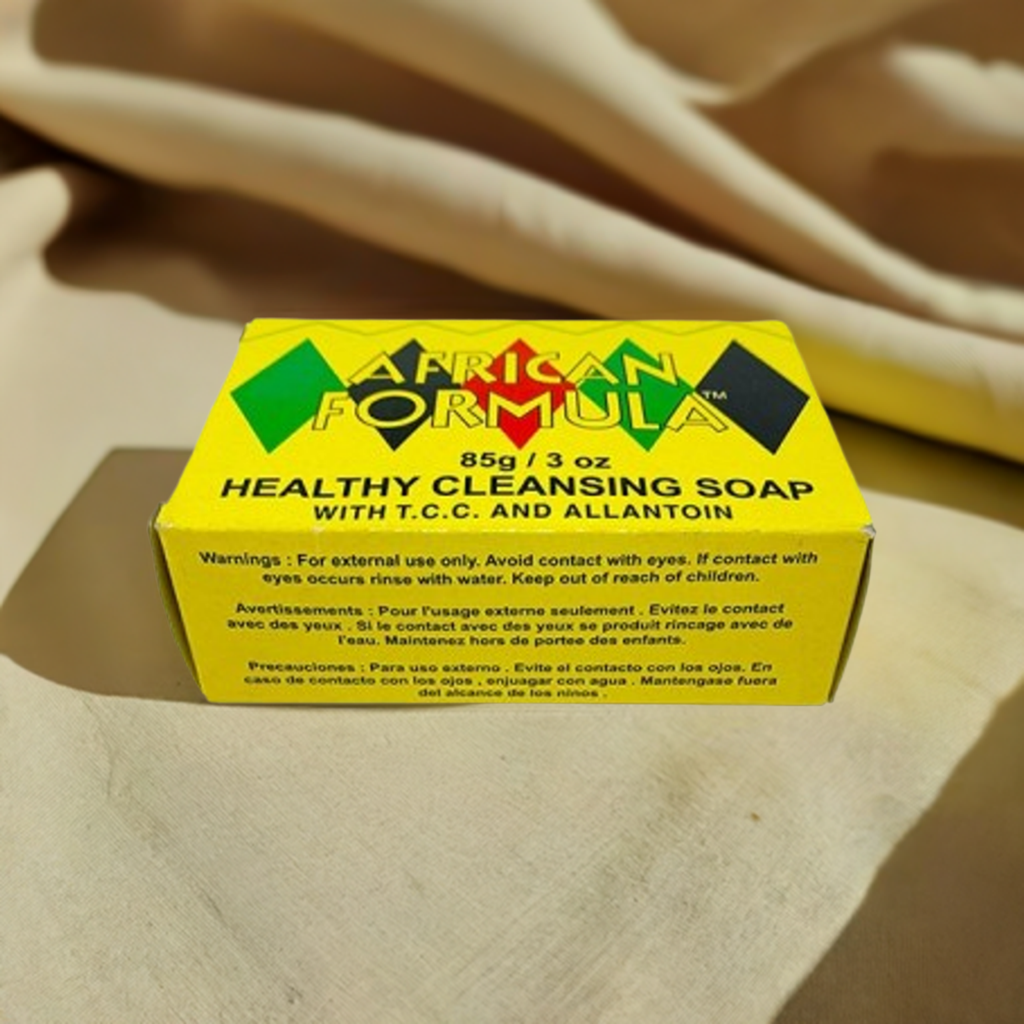 AFRICAN
FORMULA™
85g / 3 oz
HEALTHY CLEANSING SOAP
WITH T.C.C. AND ALLANTOIN
Warnings : For external use only. Avoid contact with eyes. If contact with
eyes occurs rinse with water. Keep out of reach of children.
Avertissements : Pour l'usage externe seulement . Evitez le contact
avec des yeux . Si le contact avec des yeux se produit rincage avec de
l'eau. Maintenez hors de portee des enfants.
Precauciones : Para uso externo . Evite el contacto con los ojos. En
caso de contacto con los ojos , enjuagar con agua . Mantengase fuera
del alcance de los ninos .